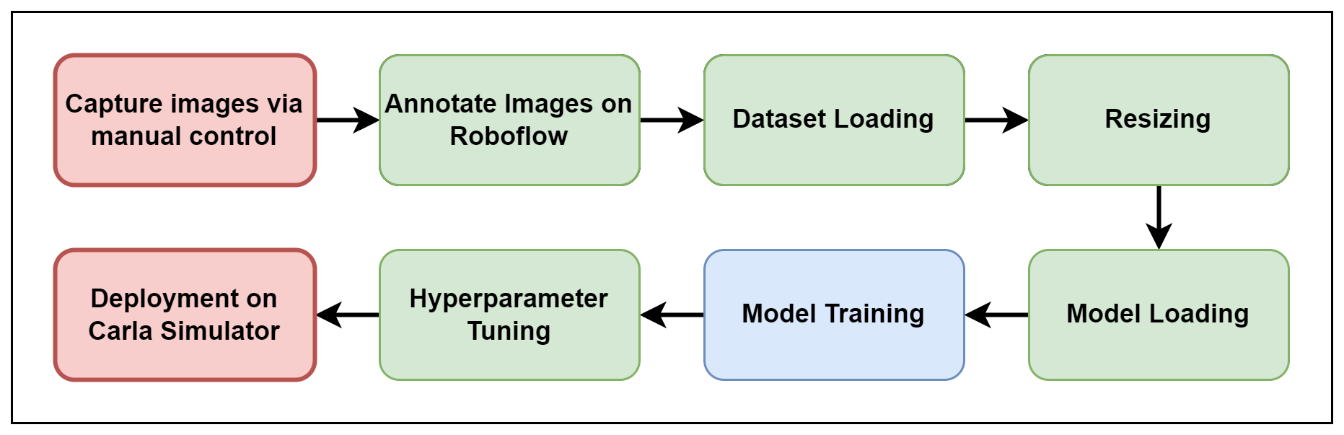 Capture images via
manual control
Annotate Images on
Roboflow
Dataset Loading
Resizing
Model Loading
Model Training
Hyperparameter
Tuning
Deployment on
Carla Simulator